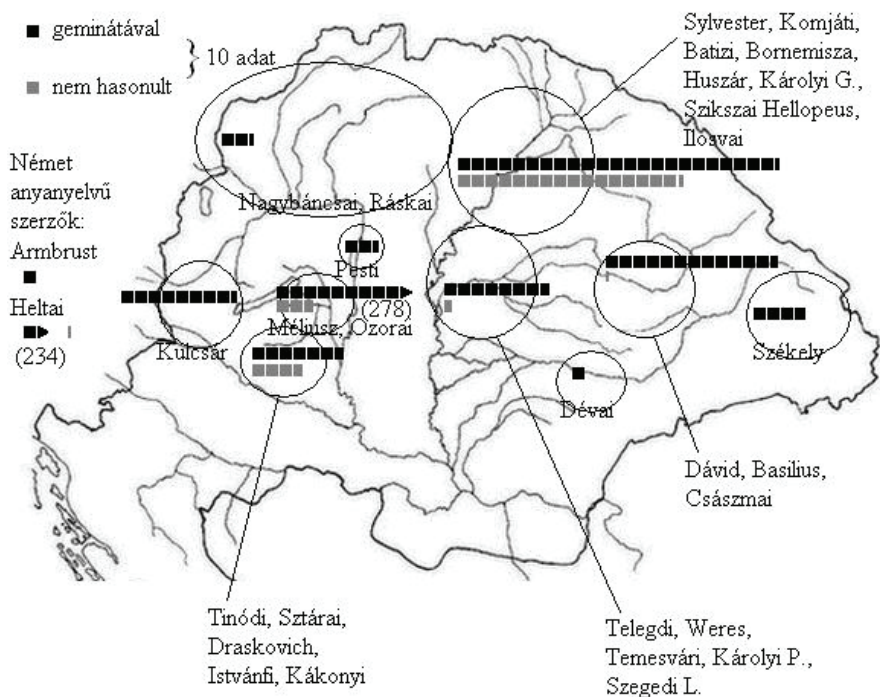 geminátával
10 adat
nem hasonult
Sylvester, Komjáti,
Batizi, Bornemisza,
Huszár, Károlyi G.,
Szikszai Hellopeus,
Ilosvai
Német
anyanyelvű
szerzők:
Armbrust
Heltai
(234)
Nagybáncsai, Ráskai
Pesti
(278)
Méliusz, Ozorai
Kulcsár
Székely
Dévai
Dávid, Basilius,
Császmai
Tinódi, Sztárai,
Draskovich,
Istvánfi, Kákonyi
Telegdi, Weres,
Temesvári, Károlyi P.,
Szegedi L.